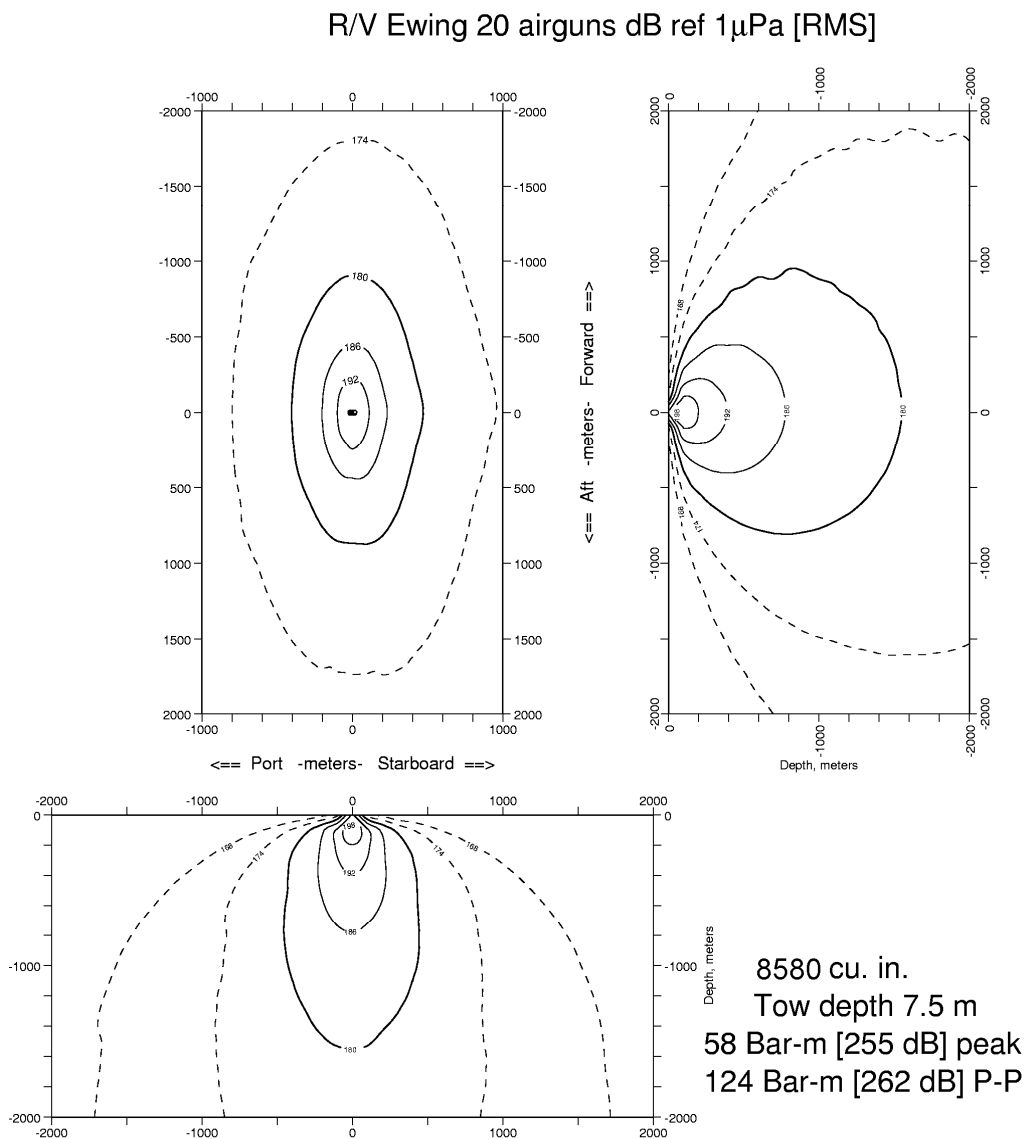 R/V Ewing 20 airguns dB ref 1μPa [RMS]
-1000 0 1000
0 -1000 -2000
-2000 -2000
2000 2000
174
-1500 -1500
174
-1000 -1000
1000 1000
180
168
-500 -500
186
192
0 0
0 98 192 186 180 0
500 500
168
174
1000 1000
-1000 -1000
1500 1500
2000 2000
-2000 -2000
-1000 0 1000
0 -1000 -2000
<== Aft -meters- Forward ==>
<== Port -meters- Starboard ==>
Depth, meters
-2000 -1000 0 1000 2000
0 0
198
168 174 174 168
192
186
-1000 -1000
Depth, meters
180
-2000 -2000
-2000 -1000 0 1000 2000
8580 cu. in.
Tow depth 7.5 m
58 Bar-m [255 dB] peak
124 Bar-m [262 dB] P-P